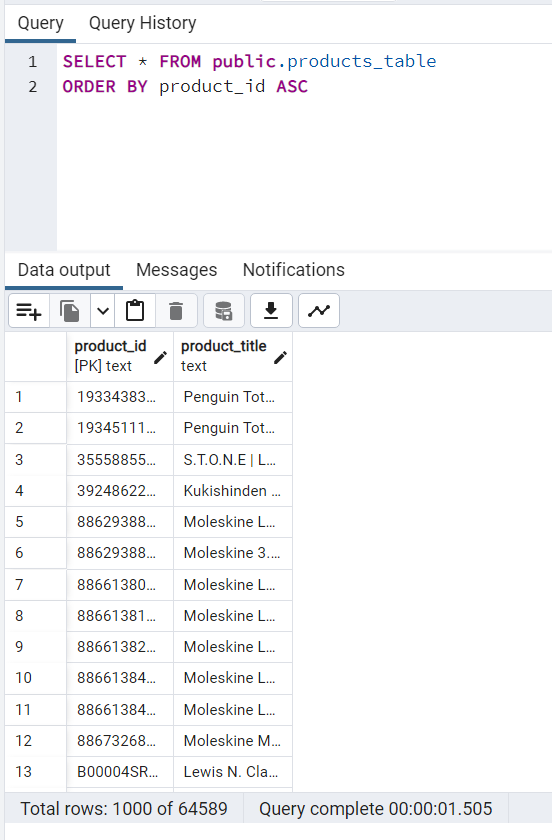 Query Query History
1 SELECT * FROM public.products_table
2 ORDER BY product_id ASC
Data output Messages Notifications
product_id product_title
[PK] text text
1 19334383... Penguin Tot...
2 19345111... Penguin Tot...
3 35558855... S.T.O.N.E | L...
4 39248622... Kukishinden ...
5 88629388... Moleskine L...
6 88629388... Moleskine 3....
7 88661380... Moleskine L...
8 88661381... Moleskine L...
9 88661382... Moleskine L...
10 88661384... Moleskine L...
11 88661384... Moleskine L...
12 88673268... Moleskine M...
13 B00004SR... Lewis N. Cla...
Total rows: 1000 of 64589 Query complete 00:00:01.505